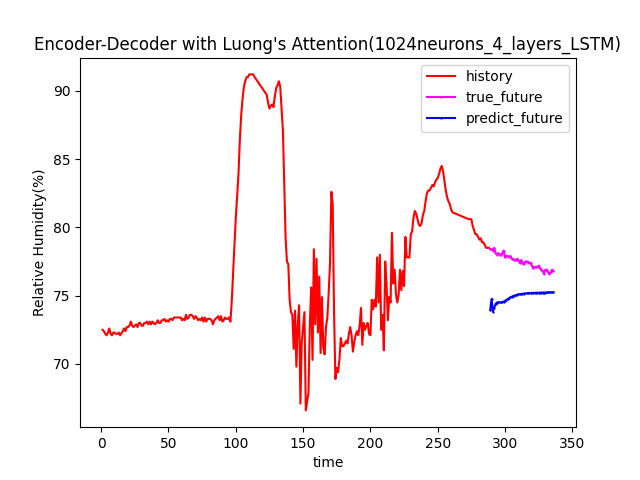 Encoder-Decoder with Luong's Attention(1024neurons_4_layers_LSTM)
history
true_future
predict_future
Relative Humidity(%)
90
85
80
75
70
0 50 100 150 200 250 300 350
time